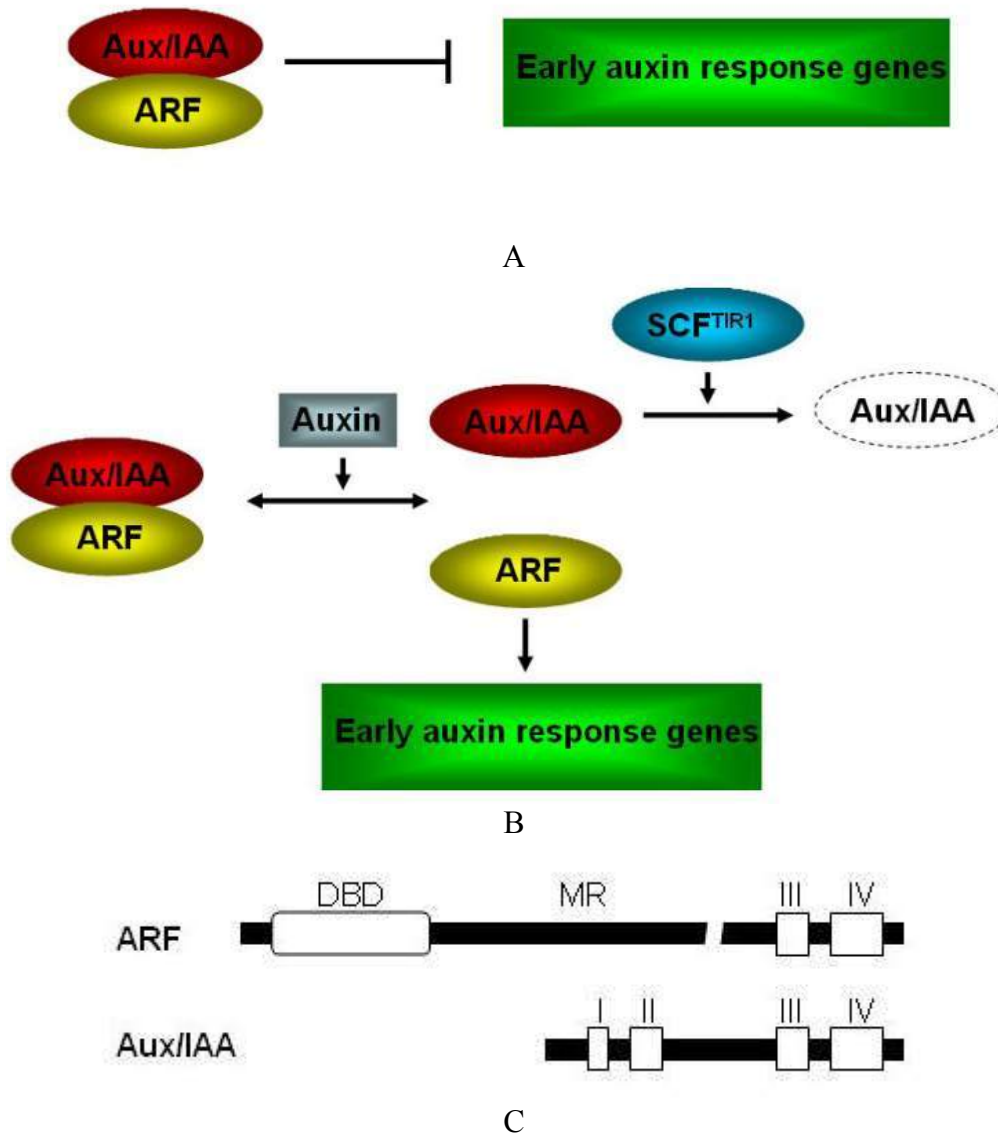 Aux/IAA
ARF
Early auxin response genes
A
SCF^TIR1
Auxin
Aux/IAA
Aux/IAA
Aux/IAA
ARF
ARF
Early auxin response genes
B
DBD MR III IV
ARF
I II III IV
Aux/IAA
C